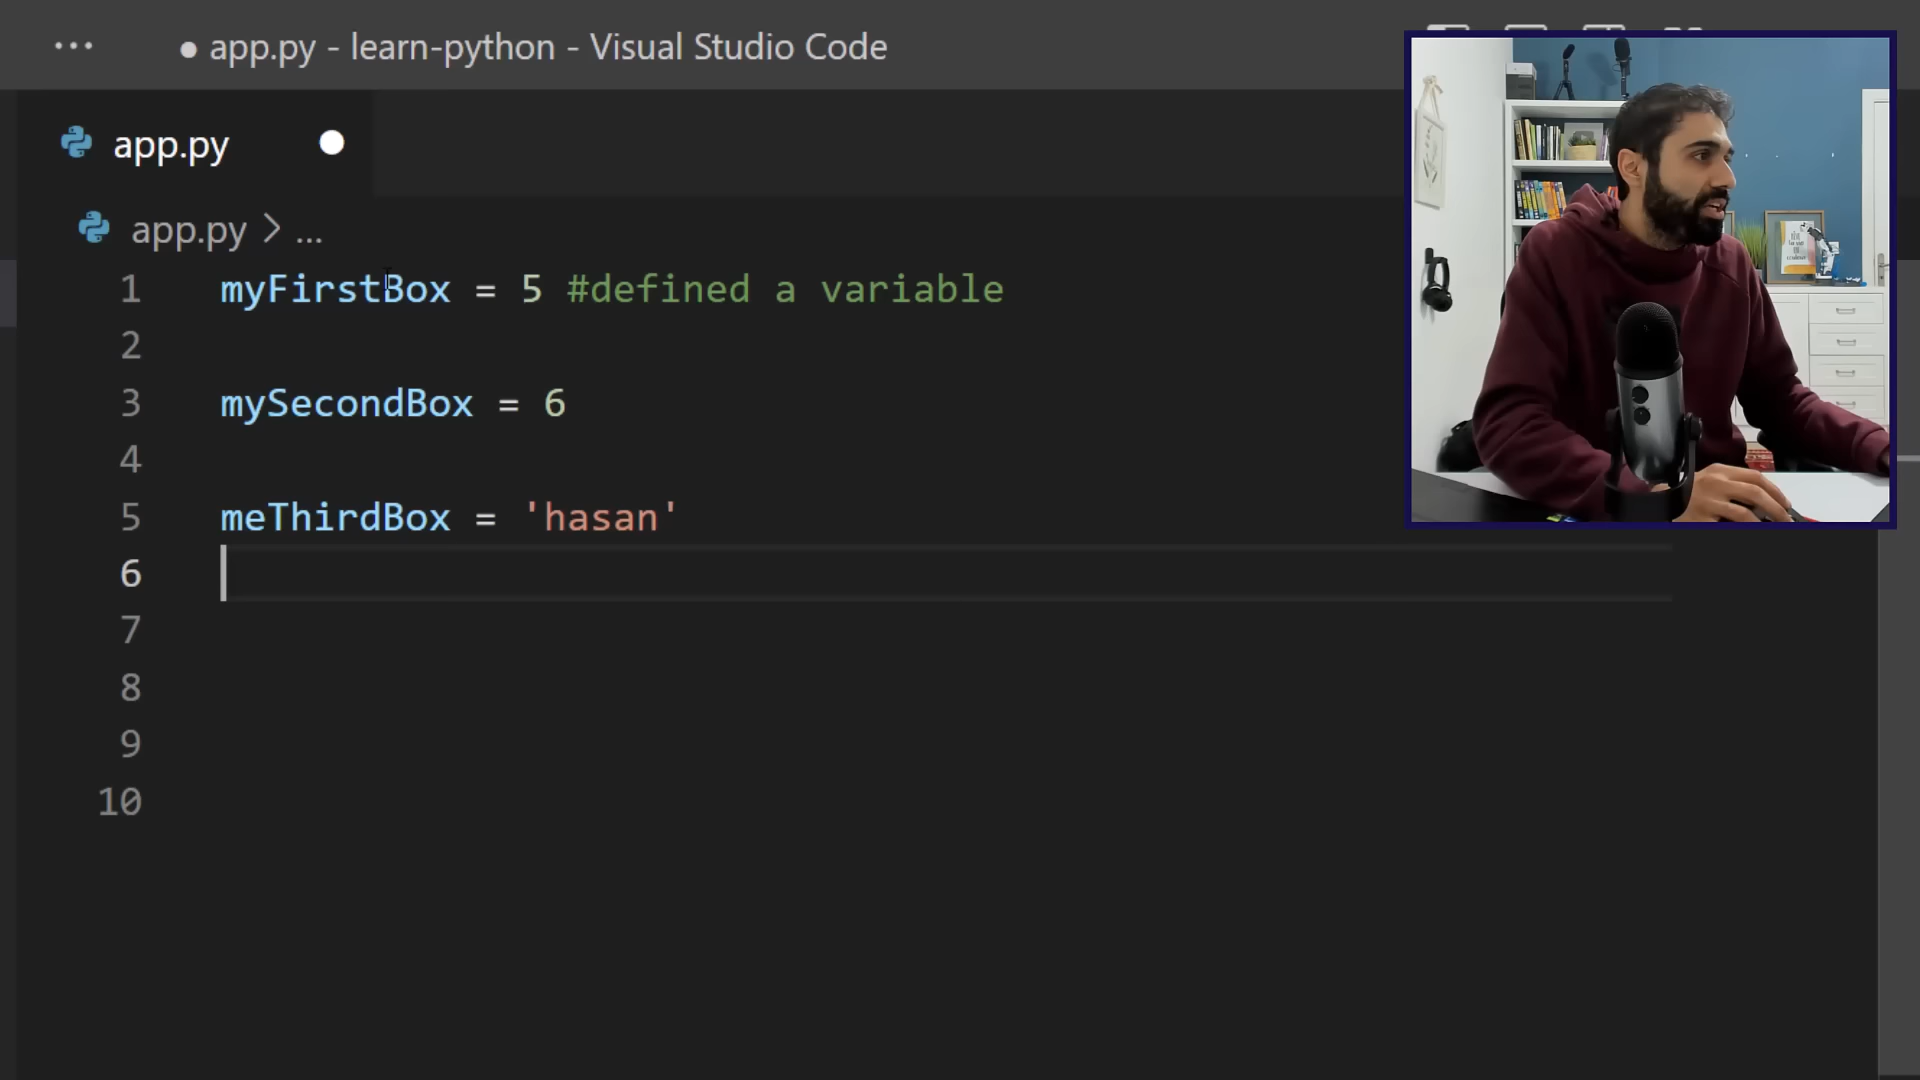 ● app.py - learn-python - Visual Studio Code
app.py
app.py > ...
1 myFirstBox = 5 #defined a variable
2
3 mySecondBox = 6
4
5 meThirdBox = 'hasan'
6
7
8
9
10